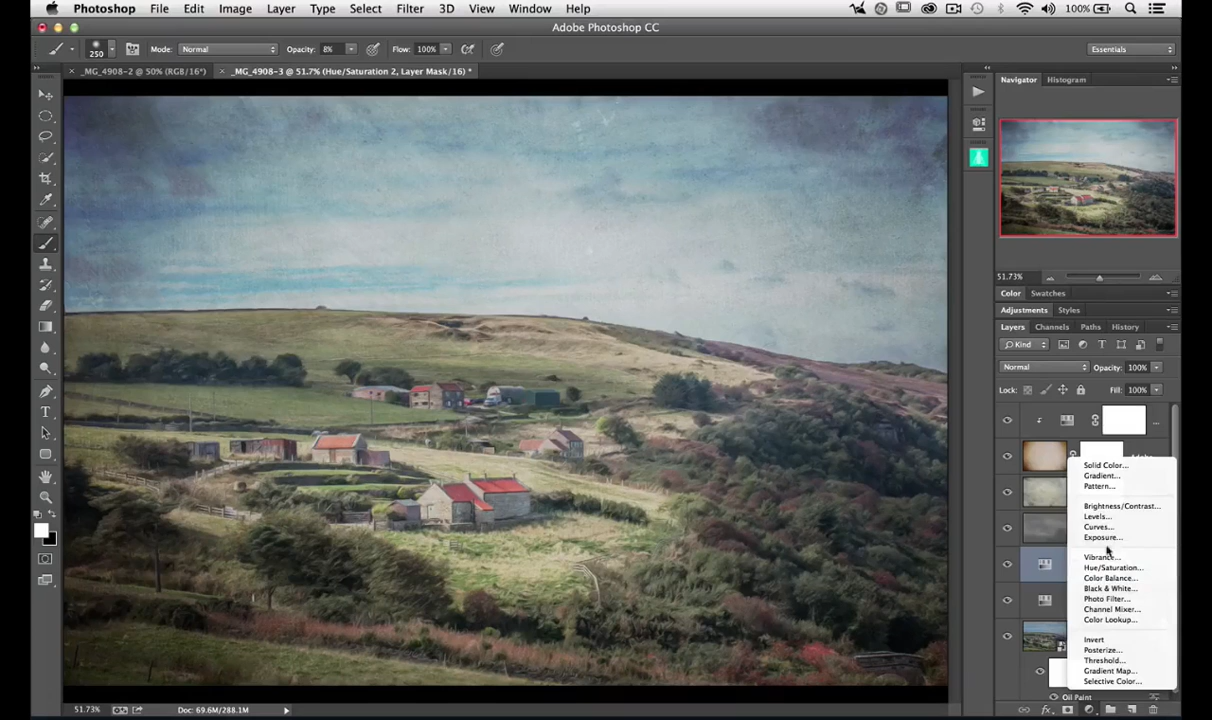 Photoshop File Edit Image Layer Type Select Filter 3D View Window Help 100%
Adobe Photoshop CC
250 Mode: Normal Opacity: 8% Flow: 100% Essentials
_MG_4908-2 @ 50% (RGB/16*) _MG_4908-3 @ 51.7% (Hue/Saturation 2, Layer Mask/16) *
Navigator Histogram
51.73%
Color Swatches
Adjustments Styles
Layers Channels Paths History
Kind
Normal Opacity: 100%
Lock: Fill: 100%
Solid Color...
Gradient...
Pattern...
Brightness/Contrast...
Levels...
Curves...
Exposure...
Vibrance...
Hue/Saturation...
Color Balance...
Black & White...
Photo Filter...
Channel Mixer...
Color Lookup...
Invert
Posterize...
Threshold...
Gradient Map...
Selective Color...
Oil Paint
51.73% Doc: 69.6M/288.1M
fx